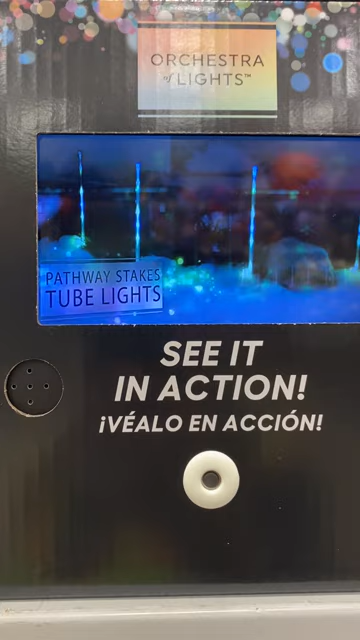 ORCHESTRA
of LIGHTS™
PATHWAY STAKES
TUBE LIGHTS
SEE IT
IN ACTION!
¡VÉALO EN ACCIÓN!